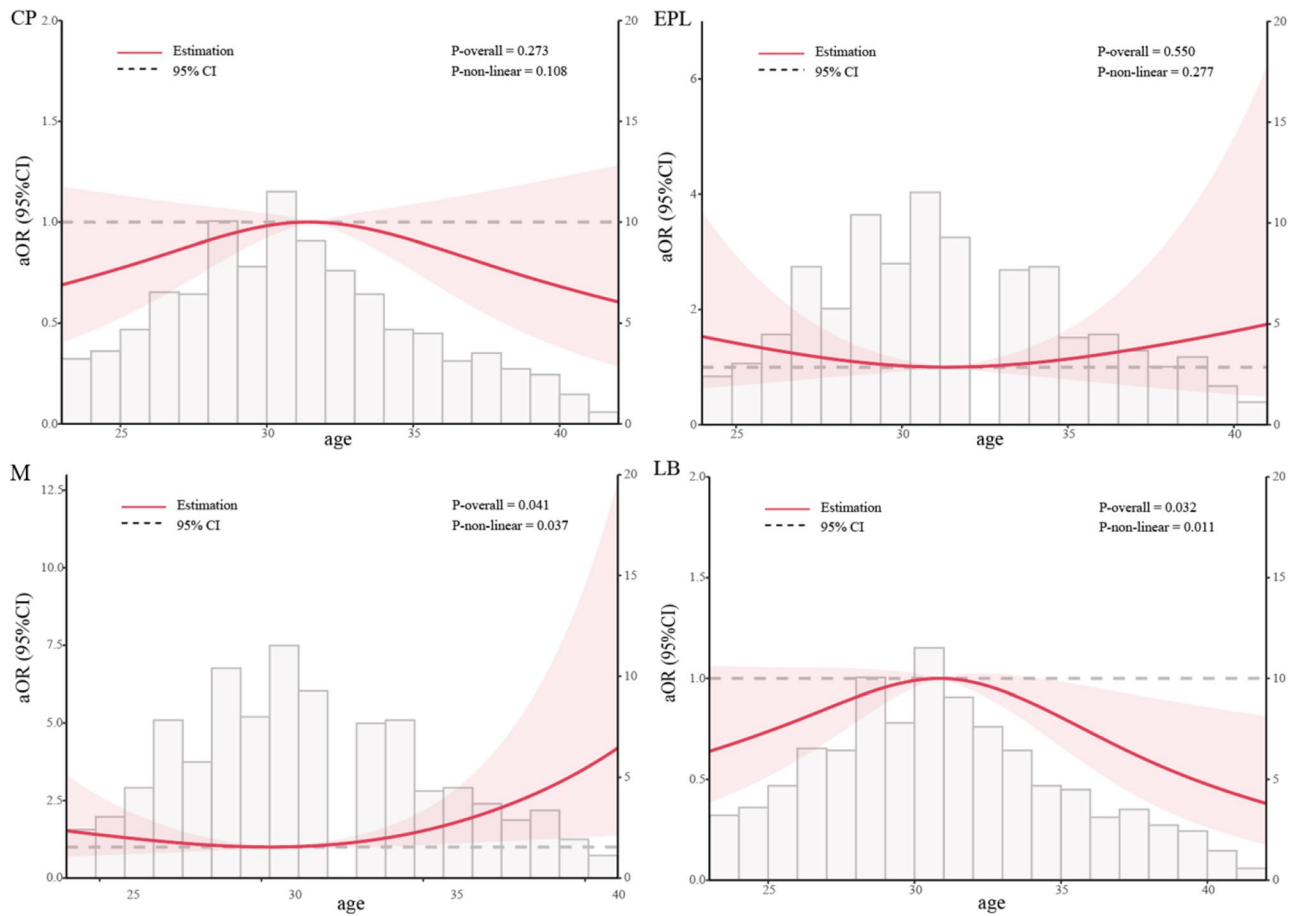 CP
2.0
1.5
1.0
0.5
0.0
aOR (95%CI)
Estimation
95% CI
P-overall = 0.273
P-non-linear = 0.108
20
15
10
5
0
25
30
35
40
age
EPL
6
4
2
0
aOR (95%CI)
Estimation
95% CI
P-overall = 0.550
P-non-linear = 0.277
20
15
10
5
0
25
30
35
40
age
M
12.5
10.0
7.5
5.0
2.5
0.0
aOR (95%CI)
Estimation
95% CI
P-overall = 0.041
P-non-linear = 0.037
20
15
10
5
0
25
30
35
40
age
LB
2.0
1.5
1.0
0.5
0.0
aOR (95%CI)
Estimation
95% CI
P-overall = 0.032
P-non-linear = 0.011
20
15
10
5
0
25
30
35
40
age